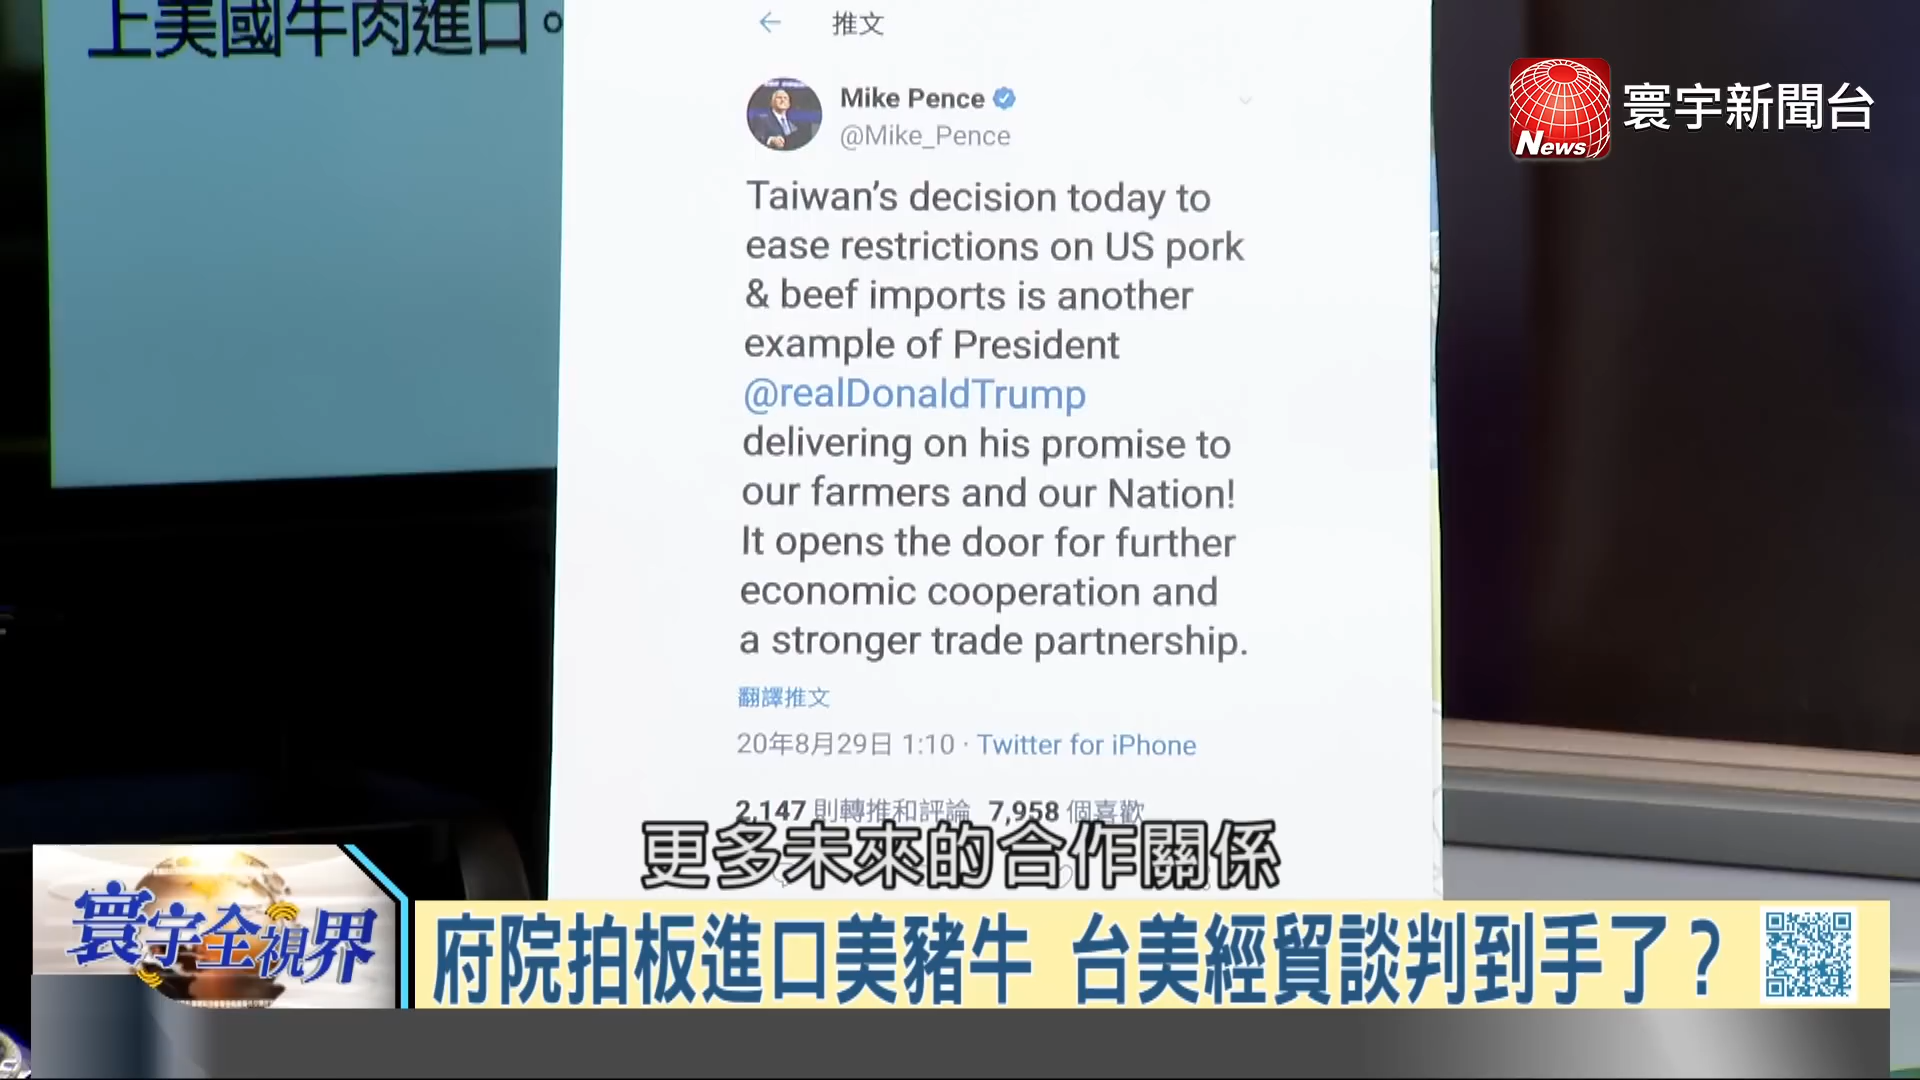 上美國牛肉進口。
推文
Mike Pence
@Mike_Pence
Taiwan's decision today to
ease restrictions on US pork
& beef imports is another
example of President
@realDonaldTrump
delivering on his promise to
our farmers and our Nation!
It opens the door for further
economic cooperation and
a stronger trade partnership.
翻譯推文
20年8月29日 1:10 · Twitter for iPhone
2,147 則轉推和評論 7,958 個喜歡
News 寰宇新聞台
更多未來的合作關係
寰宇全視界
府院拍板進口美豬牛 台美經貿談判到手了？